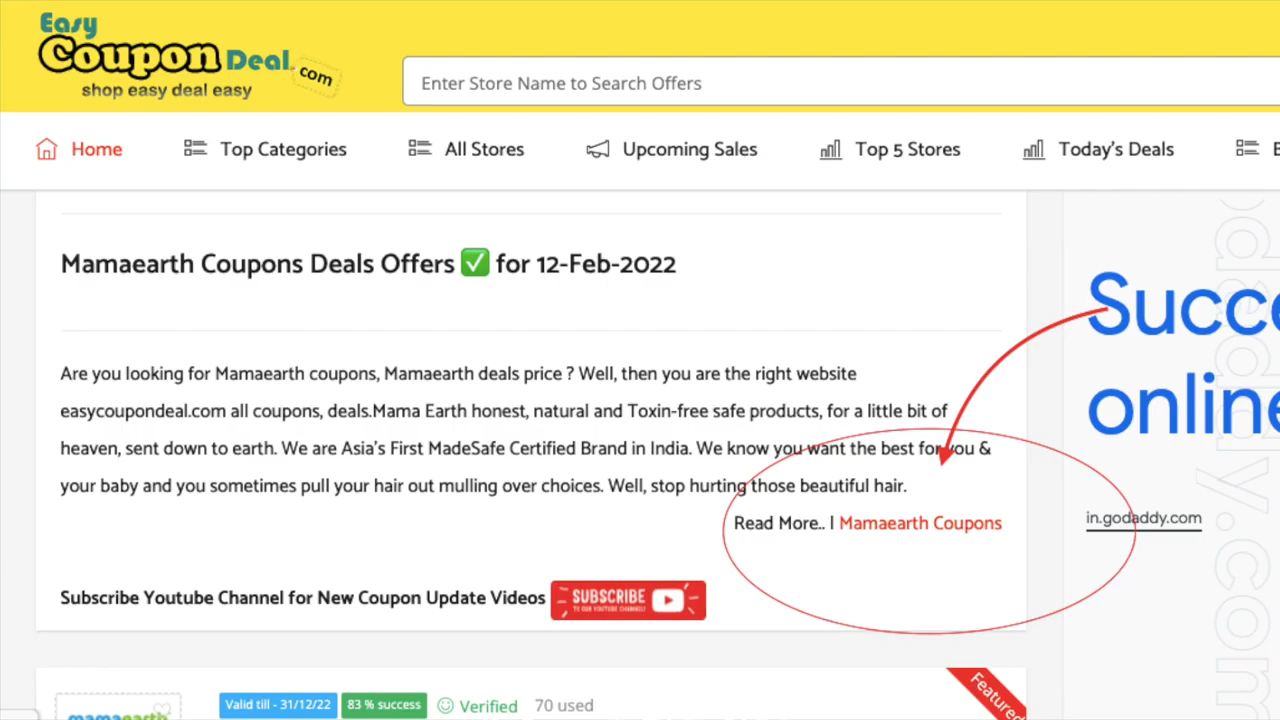 Easy
Coupon Deal.com
shop easy deal easy
Enter Store Name to Search Offers
Home Top Categories All Stores Upcoming Sales Top 5 Stores Today's Deals
Mamaearth Coupons Deals Offers ✅ for 12-Feb-2022
Are you looking for Mamaearth coupons, Mamaearth deals price ? Well, then you are the right website
easycoupondeal.com all coupons, deals.Mama Earth honest, natural and Toxin-free safe products, for a little bit of
heaven, sent down to earth. We are Asia's First MadeSafe Certified Brand in India. We know you want the best for you &
your baby and you sometimes pull your hair out mulling over choices. Well, stop hurting those beautiful hair.
Read More.. | Mamaearth Coupons
Subscribe Youtube Channel for New Coupon Update Videos SUBSCRIBE
TO OUR YOUTUBE CHANNEL!
Succe
online
in.godaddy.com
godaddy.com
Valid till - 31/12/22 83 % success Verified 70 used
Featured
mamaearth